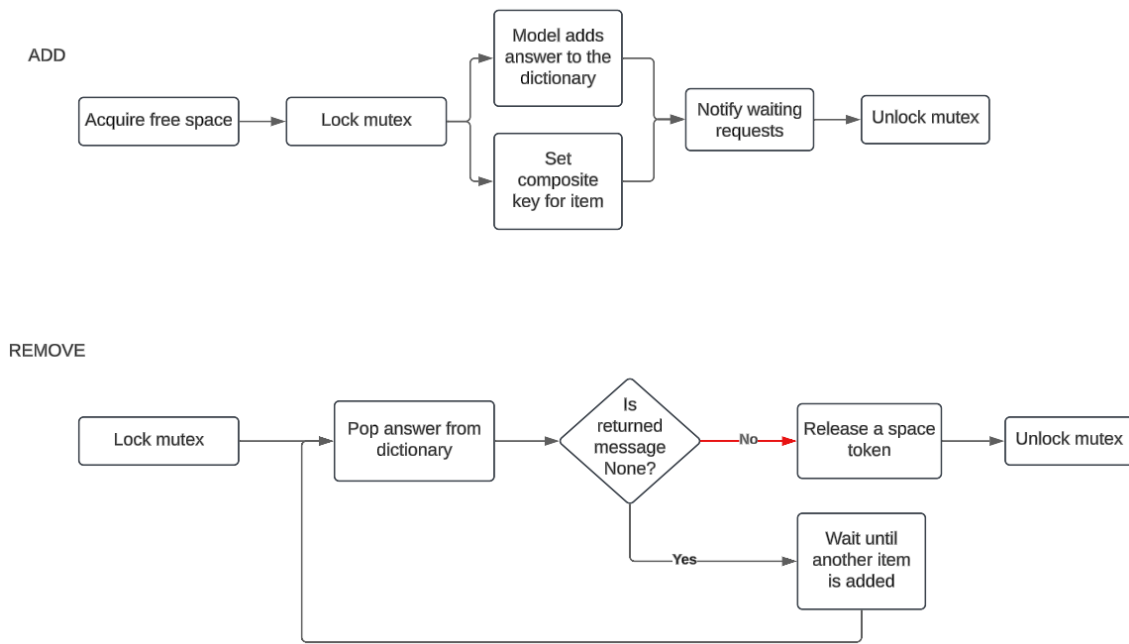 ADD
Acquire free space
Lock mutex
Model adds
answer to the
dictionary
Set
composite
key for item
Notify waiting
requests
Unlock mutex
REMOVE
Lock mutex
Pop answer from
dictionary
Is
returned
message
None?
No
Release a space
token
Unlock mutex
Yes
Wait until
another item
is added